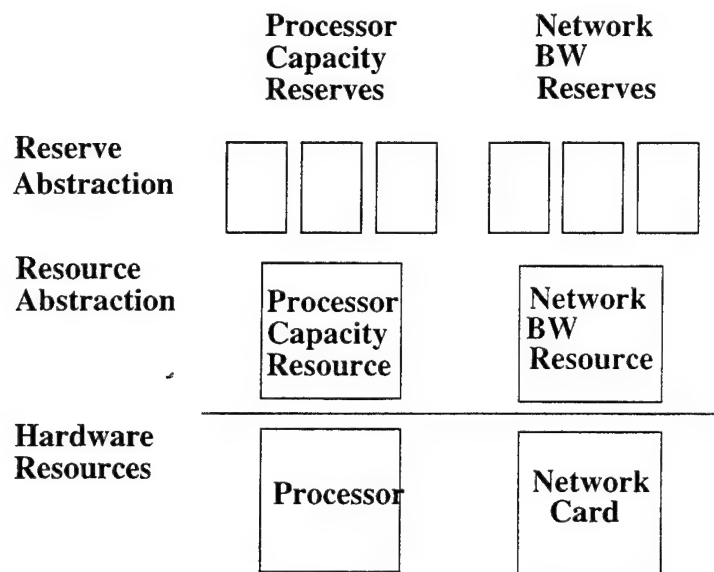 Processor
Capacity
Reserves
Network
BW
Reserves
Reserve
Abstraction
Resource
Abstraction
Processor
Capacity
Resource
Network
BW
Resource
Hardware
Resources
Processor
Network
Card